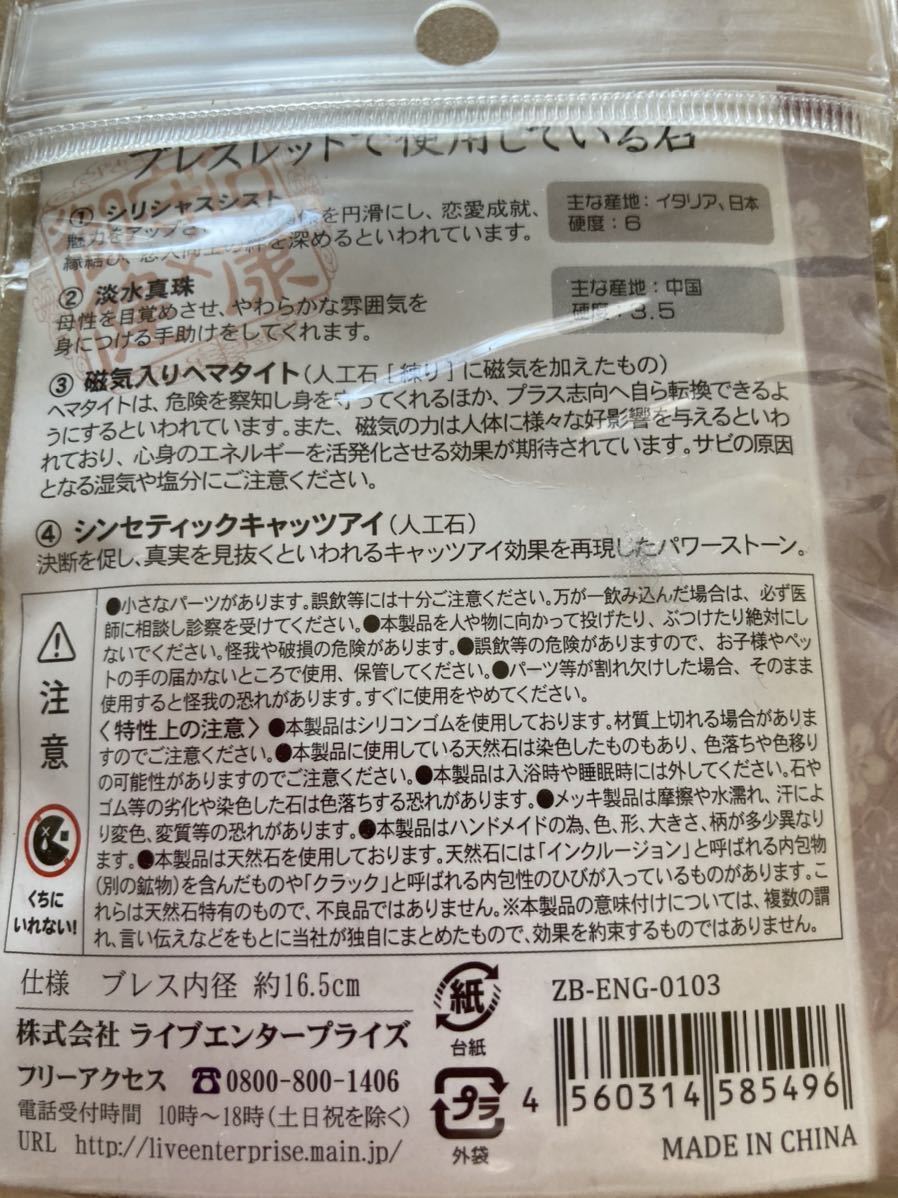 ブレスレットで使用している石
① シリシャスシスト
魅力をアップさ 係を円滑にし、恋愛成就、
縁結び、恋人同士の絆を深めるといわれています。
主な産地：イタリア、日本
硬度：6
② 淡水真珠
母性を目覚めさせ、やわらかな雰囲気を
身につける手助けをしてくれます。
主な産地：中国
硬度：3.5
③ 磁気入りヘマタイト（人工石[練り]に磁気を加えたもの）
ヘマタイトは、危険を察知し身を守ってくれるほか、プラス志向へ自ら転換できるよ
うにするといわれています。また、磁気の力は人体に様々な好影響を与えるといわ
れており、心身のエネルギーを活発化させる効果が期待されています。サビの原因
となる湿気や塩分にご注意ください。
④ シンセティックキャッツアイ（人工石）
決断を促し、真実を見抜くといわれるキャッツアイ効果を再現したパワーストーン。
注意
くちに
いれない!
●小さなパーツがあります。誤飲等には十分ご注意ください。万が一飲み込んだ場合は、必ず医
師に相談し診察を受けてください。●本製品を人や物に向かって投げたり、ぶつけたり絶対にし
ないでください。怪我や破損の危険があります。●誤飲等の危険がありますので、お子様やペッ
トの手の届かないところで使用、保管してください。●パーツ等が割れ欠けした場合、そのまま
使用すると怪我の恐れがあります。すぐに使用をやめてください。
〈特性上の注意〉●本製品はシリコンゴムを使用しております。材質上切れる場合がありま
すのでご注意ください。●本製品に使用している天然石は染色したものもあり、色落ちや色移り
の可能性がありますのでご注意ください。●本製品は入浴時や睡眠時には外してください。石や
ゴム等の劣化や染色した石は色落ちする恐れがあります。●メッキ製品は摩擦や水濡れ、汗によ
り変色、変質等の恐れがあります。●本製品はハンドメイドの為、色、形、大きさ、柄が多少異なり
ます。●本製品は天然石を使用しております。天然石には「インクルージョン」と呼ばれる内包物
（別の鉱物）を含んだものや「クラック」と呼ばれる内包性のひびが入っているものがあります。こ
れらは天然石特有のもので、不良品ではありません。※本製品の意味付けについては、複数の謂
れ、言い伝えなどをもとに当社が独自にまとめたもので、効果を約束するものではありません。
仕様 ブレス内径 約16.5cm
株式会社 ライブエンタープライズ
フリーアクセス ☎0800-800-1406
電話受付時間 10時～18時（土日祝を除く）
URL http://liveenterprise.main.jp/
紙
台紙
プラ
外袋
ZB-ENG-0103
4 560314 585496
MADE IN CHINA